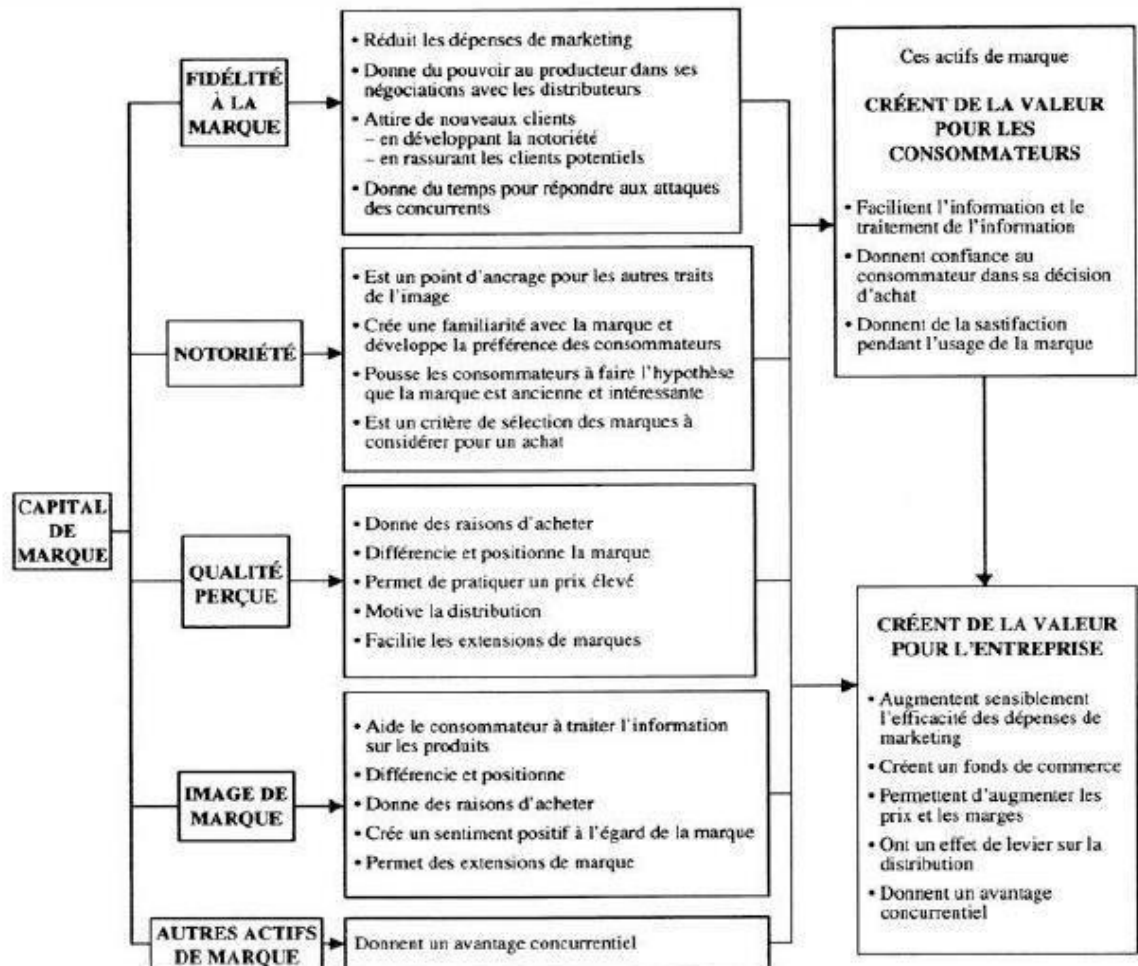 CAPITAL
DE
MARQUE
FIDÉLITÉ
À LA
MARQUE
• Réduit les dépenses de marketing
• Donne du pouvoir au producteur dans ses
négociations avec les distributeurs
• Attire de nouveaux clients
– en développant la notoriété
– en rassurant les clients potentiels
• Donne du temps pour répondre aux attaques
des concurrents
NOTORIÉTÉ
• Est un point d'ancrage pour les autres traits
de l'image
• Crée une familiarité avec la marque et
développe la préférence des consommateurs
• Pousse les consommateurs à faire l'hypothèse
que la marque est ancienne et intéressante
• Est un critère de sélection des marques à
considérer pour un achat
QUALITÉ
PERÇUE
• Donne des raisons d'acheter
• Différencie et positionne la marque
• Permet de pratiquer un prix élevé
• Motive la distribution
• Facilite les extensions de marques
IMAGE DE
MARQUE
• Aide le consommateur à traiter l'information
sur les produits
• Différencie et positionne
• Donne des raisons d'acheter
• Crée un sentiment positif à l'égard de la marque
• Permet des extensions de marque
AUTRES ACTIFS
DE MARQUE
Donnent un avantage concurrentiel
Ces actifs de marque
CRÉENT DE LA VALEUR
POUR LES
CONSOMMATEURS
• Facilitent l'information et le
traitement de l'information
• Donnent confiance au
consommateur dans sa décision
d'achat
• Donnent de la sastifaction
pendant l'usage de la marque
CRÉENT DE LA VALEUR
POUR L'ENTREPRISE
• Augmentent sensiblement
l'efficacité des dépenses de
marketing
• Créent un fonds de commerce
• Permettent d'augmenter les
prix et les marges
• Ont un effet de levier sur la
distribution
• Donnent un avantage
concurrentiel